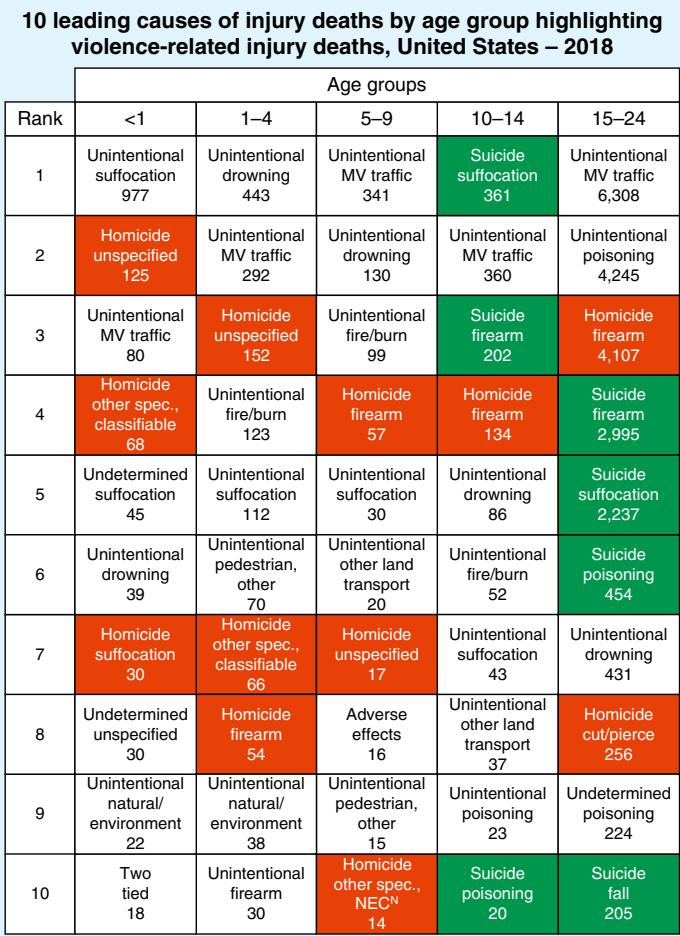 10 leading causes of injury deaths by age group highlighting
violence-related injury deaths, United States – 2018
Age groups
Rank <1 1–4 5–9 10–14 15–24
1
Unintentional
suffocation
977
Unintentional
drowning
443
Unintentional
MV traffic
341
Suicide
suffocation
361
Unintentional
MV traffic
6,308
2
Homicide
unspecified
125
Unintentional
MV traffic
292
Unintentional
drowning
130
Unintentional
MV traffic
360
Unintentional
poisoning
4,245
3
Unintentional
MV traffic
80
Homicide
unspecified
152
Unintentional
fire/burn
99
Suicide
firearm
202
Homicide
firearm
4,107
4
Homicide
other spec.,
classifiable
68
Unintentional
fire/burn
123
Homicide
firearm
57
Homicide
firearm
134
Suicide
firearm
2,995
5
Undetermined
suffocation
45
Unintentional
suffocation
112
Unintentional
suffocation
30
Unintentional
drowning
86
Suicide
suffocation
2,237
6
Unintentional
drowning
39
Unintentional
pedestrian,
other
70
Unintentional
other land
transport
20
Unintentional
fire/burn
52
Suicide
poisoning
454
7
Homicide
suffocation
30
Homicide
other spec.,
classifiable
66
Homicide
unspecified
17
Unintentional
suffocation
43
Unintentional
drowning
431
8
Undetermined
unspecified
30
Homicide
firearm
54
Adverse
effects
16
Unintentional
other land
transport
37
Homicide
cut/pierce
256
9
Unintentional
natural/
environment
22
Unintentional
natural/
environment
38
Unintentional
pedestrian,
other
15
Unintentional
poisoning
23
Undetermined
poisoning
224
10
Two
tied
18
Unintentional
firearm
30
Homicide
other spec.,
NECᴺ
14
Suicide
poisoning
20
Suicide
fall
205